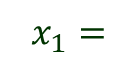 x₁ =